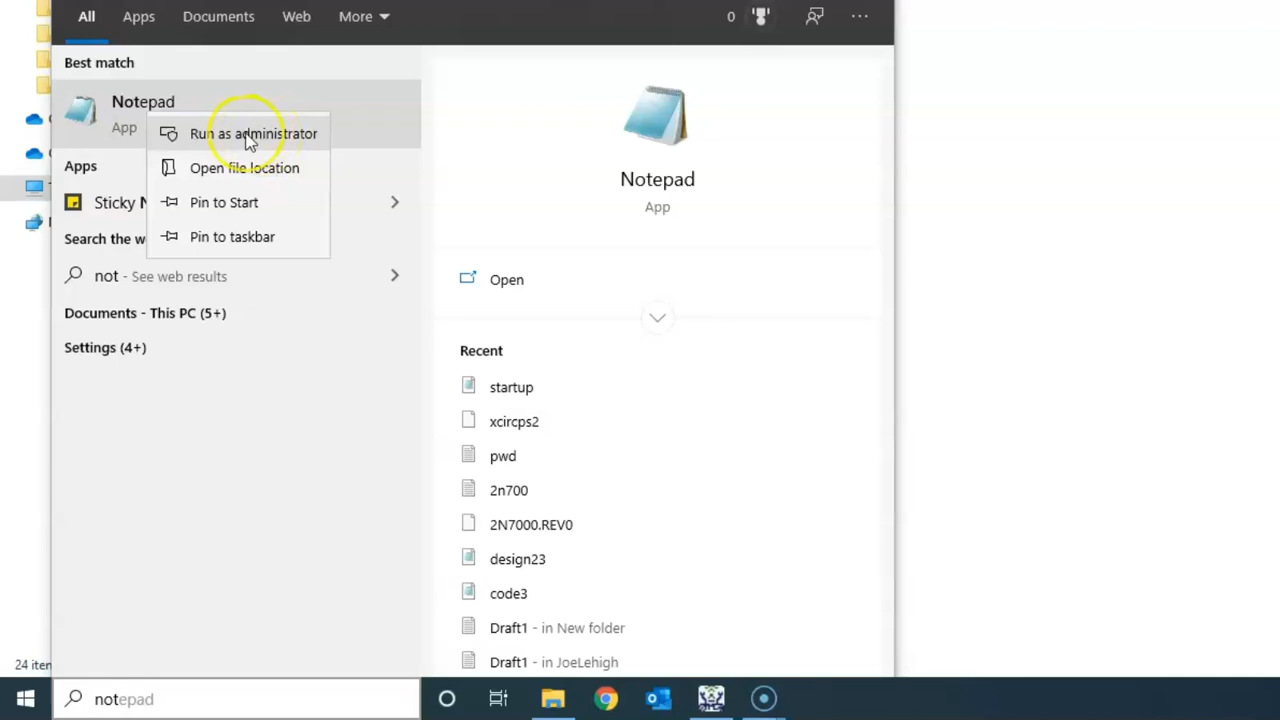 All Apps Documents Web More 0 ...
Best match
Notepad
App
Run as administrator
Open file location
Pin to Start
Pin to taskbar
Apps
Sticky N
Search the w
not - See web results
Documents - This PC (5+)
Settings (4+)
Notepad
App
Open
Recent
startup
xcircps2
pwd
2n700
2N7000.REV0
design23
code3
Draft1 - in New folder
Draft1 - in JoeLehigh
24 iten
notepad